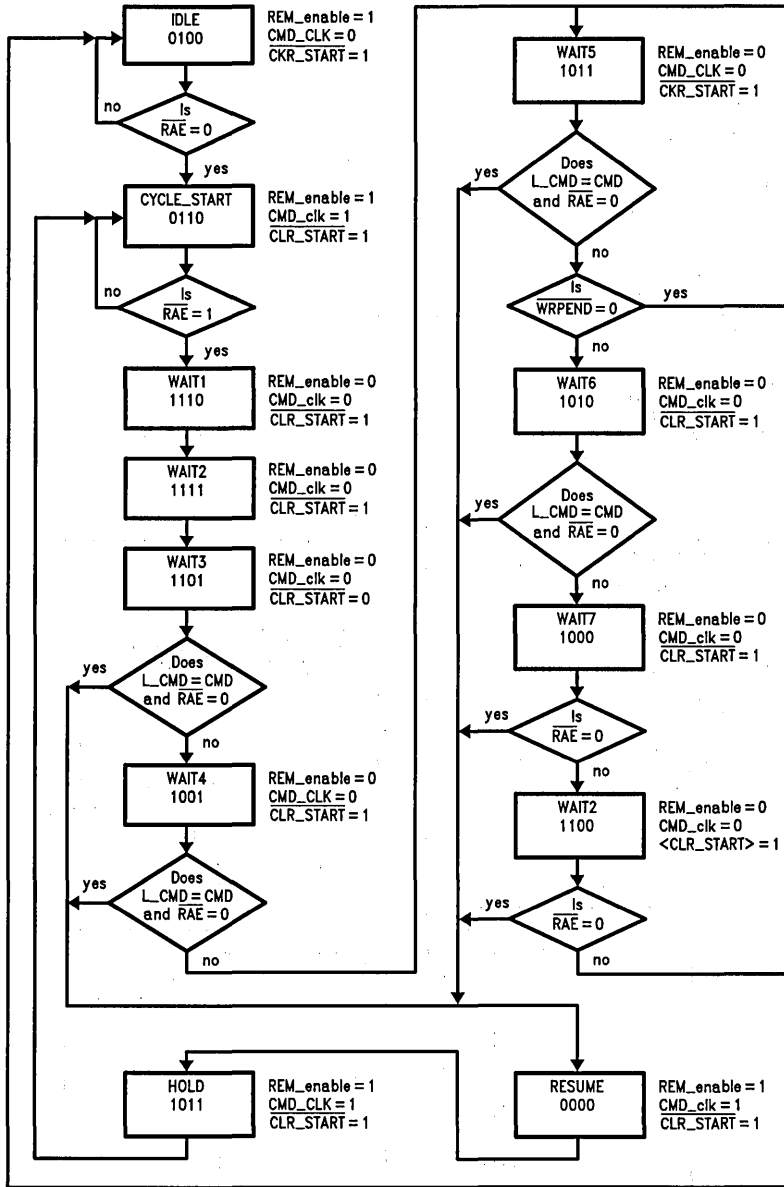 IDLE
0100
REM_enable = 1
CMD_CLK = 0
CKR_START = 1
no
Is
RAE = 0
yes
CYCLE_START
0110
REM_enable = 1
CMD_clk = 1
CLR_START = 1
no
Is
RAE = 1
yes
WAIT1
1110
REM_enable = 0
CMD_clk = 0
CLR_START = 1
WAIT2
1111
REM_enable = 0
CMD_clk = 0
CLR_START = 1
WAIT3
1101
REM_enable = 0
CMD_clk = 0
CLR_START = 0
yes
Does
L_CMD = CMD
and RAE = 0
no
WAIT4
1001
REM_enable = 0
CMD_CLK = 0
CLR_START = 1
yes
Does
L_CMD = CMD
and RAE = 0
no
HOLD
1011
REM_enable = 1
CMD_CLK = 1
CLR_START = 1
WAIT5
1011
REM_enable = 0
CMD_CLK = 0
CKR_START = 1
yes
Does
L_CMD = CMD
and RAE = 0
no
Is
WRPEND = 0
yes
no
WAIT6
1010
REM_enable = 0
CMD_clk = 0
CLR_START = 1
yes
Does
L_CMD = CMD
and RAE = 0
no
WAIT7
1000
REM_enable = 0
CMD_clk = 0
CLR_START = 1
yes
Is
RAE = 0
no
WAIT2
1100
REM_enable = 0
CMD_clk = 0
<CLR_START> = 1
yes
Is
RAE = 0
no
RESUME
0000
REM_enable = 1
CMD_clk = 1
CLR_START = 1